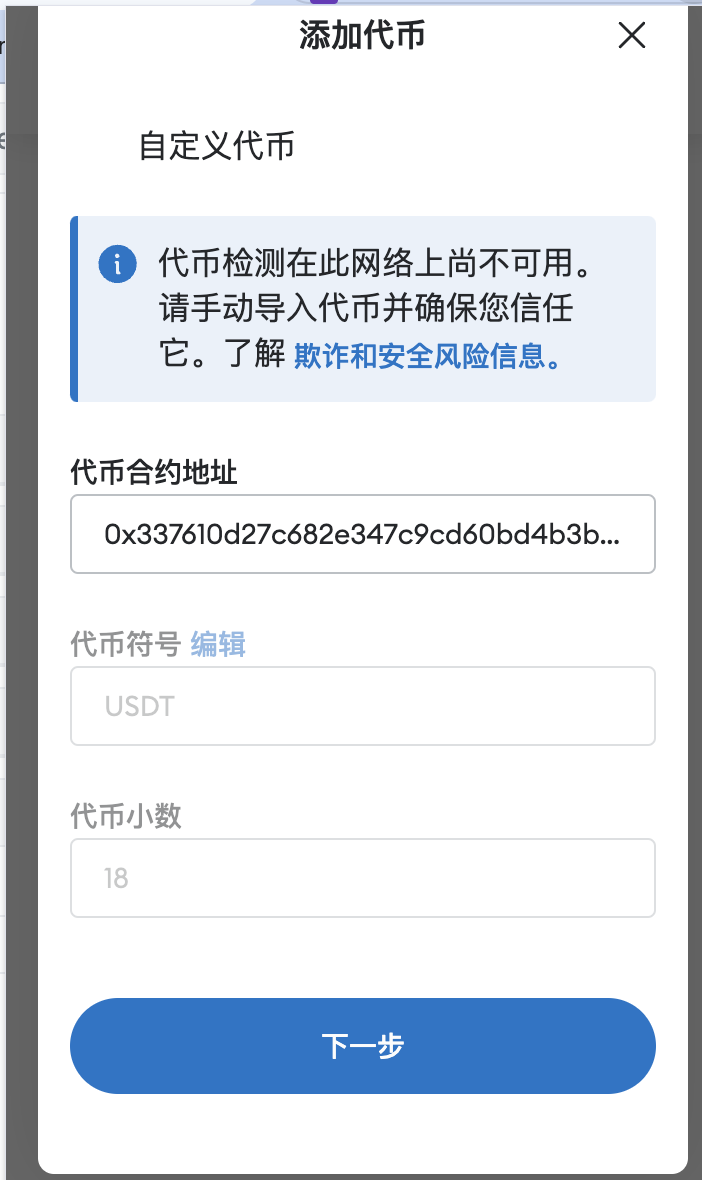 添加代币
自定义代币
代币检测在此网络上尚不可用。
请手动导入代币并确保您信任
它。了解 欺诈和安全风险信息。
代币合约地址
0x337610d27c682e347c9cd60bd4b3b...
代币符号 编辑
USDT
代币小数
18
下一步